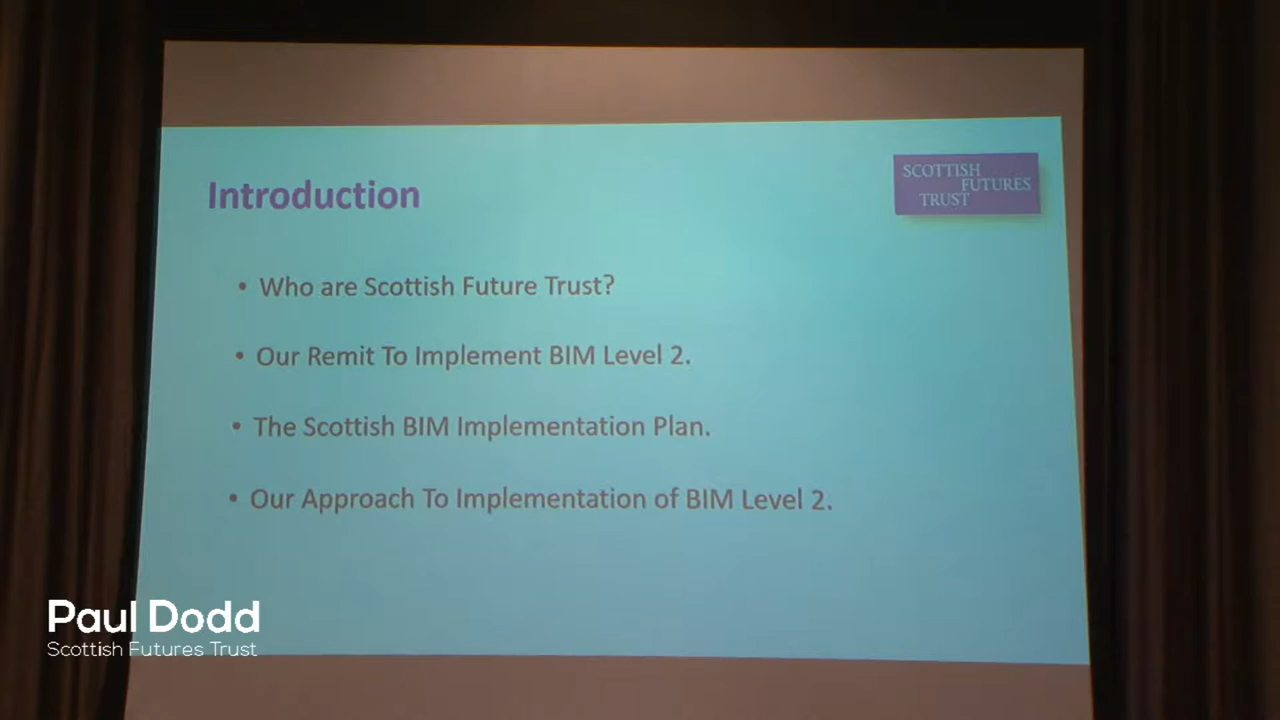 Introduction
SCOTTISH
FUTURES
TRUST
• Who are Scottish Future Trust?
• Our Remit To Implement BIM Level 2.
• The Scottish BIM Implementation Plan.
• Our Approach To Implementation of BIM Level 2.
Paul Dodd
Scottish Futures Trust